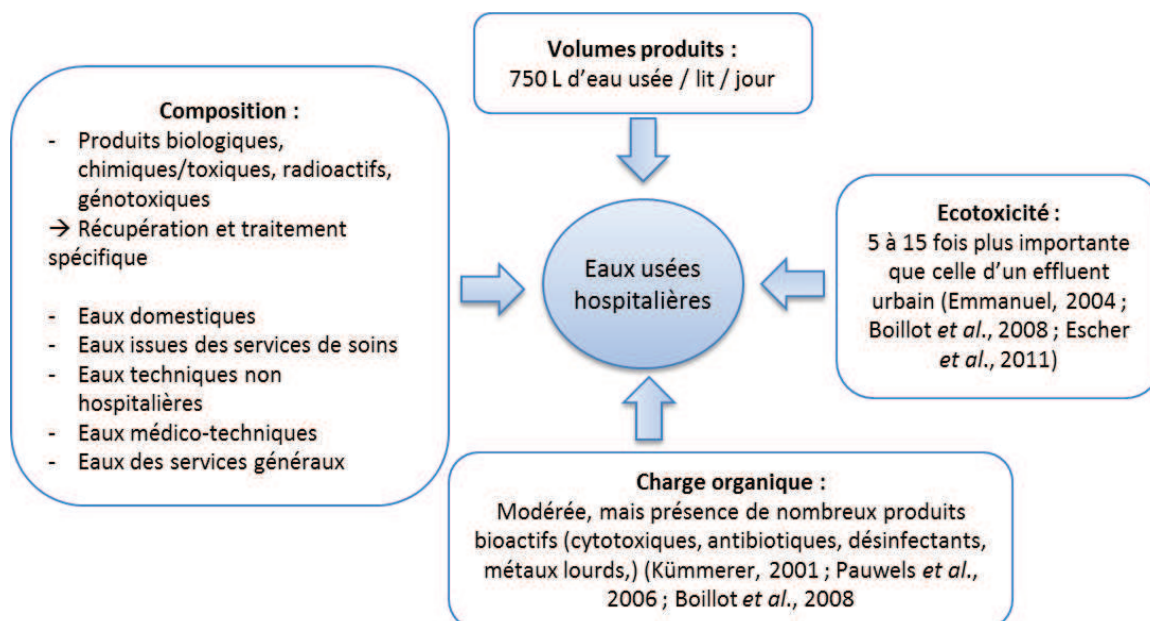 Volumes produits :
750 L d’eau usée / lit / jour
Composition :
- Produits biologiques,
chimiques/toxiques, radioactifs,
génotoxiques
→ Récupération et traitement
spécifique
- Eaux domestiques
- Eaux issues des services de soins
- Eaux techniques non
hospitalières
- Eaux médico-techniques
- Eaux des services généraux
Eaux usées
hospitalières
Ecotoxicité :
5 à 15 fois plus importante
que celle d’un effluent
urbain (Emmanuel, 2004 ;
Boillot et al., 2008 ; Escher
et al., 2011)
Charge organique :
Modérée, mais présence de nombreux produits
bioactifs (cytotoxiques, antibiotiques, désinfectants,
métaux lourds,) (Kümmerer, 2001 ; Pauwels et al.,
2006 ; Boillot et al., 2008